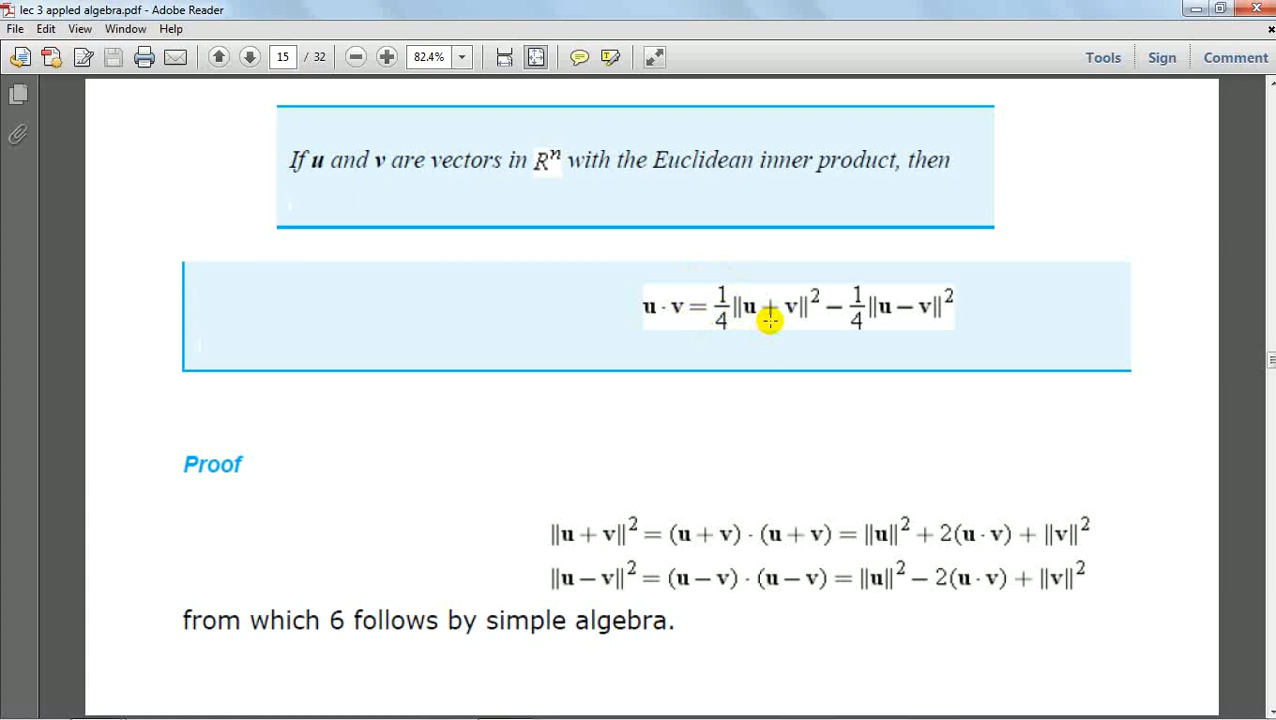 lec 3 appled algebra.pdf - Adobe Reader
File Edit View Window Help
15 / 32 82.4% Tools Sign Comment
If u and v are vectors in Rⁿ with the Euclidean inner product, then
u · v = 1/4 ||u + v||² − 1/4 ||u − v||²
Proof
||u + v||² = (u + v) · (u + v) = ||u||² + 2(u · v) + ||v||²
||u − v||² = (u − v) · (u − v) = ||u||² − 2(u · v) + ||v||²
from which 6 follows by simple algebra.